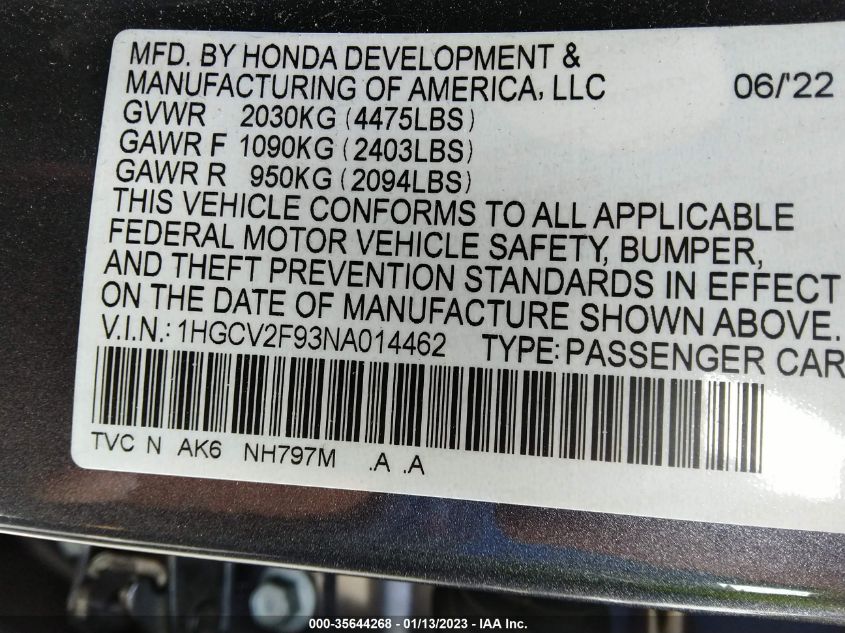 MFD. BY HONDA DEVELOPMENT &
MANUFACTURING OF AMERICA, LLC 06/'22
GVWR 2030KG (4475LBS)
GAWR F 1090KG (2403LBS)
GAWR R 950KG (2094LBS)
THIS VEHICLE CONFORMS TO ALL APPLICABLE
FEDERAL MOTOR VEHICLE SAFETY, BUMPER,
AND THEFT PREVENTION STANDARDS IN EFFECT
ON THE DATE OF MANUFACTURE SHOWN ABOVE.
V.I.N.: 1HGCV2F93NA014462 TYPE: PASSENGER CAR
TVC N AK6 NH797M .A .A
000-35644268 - 01/13/2023 - IAA Inc.